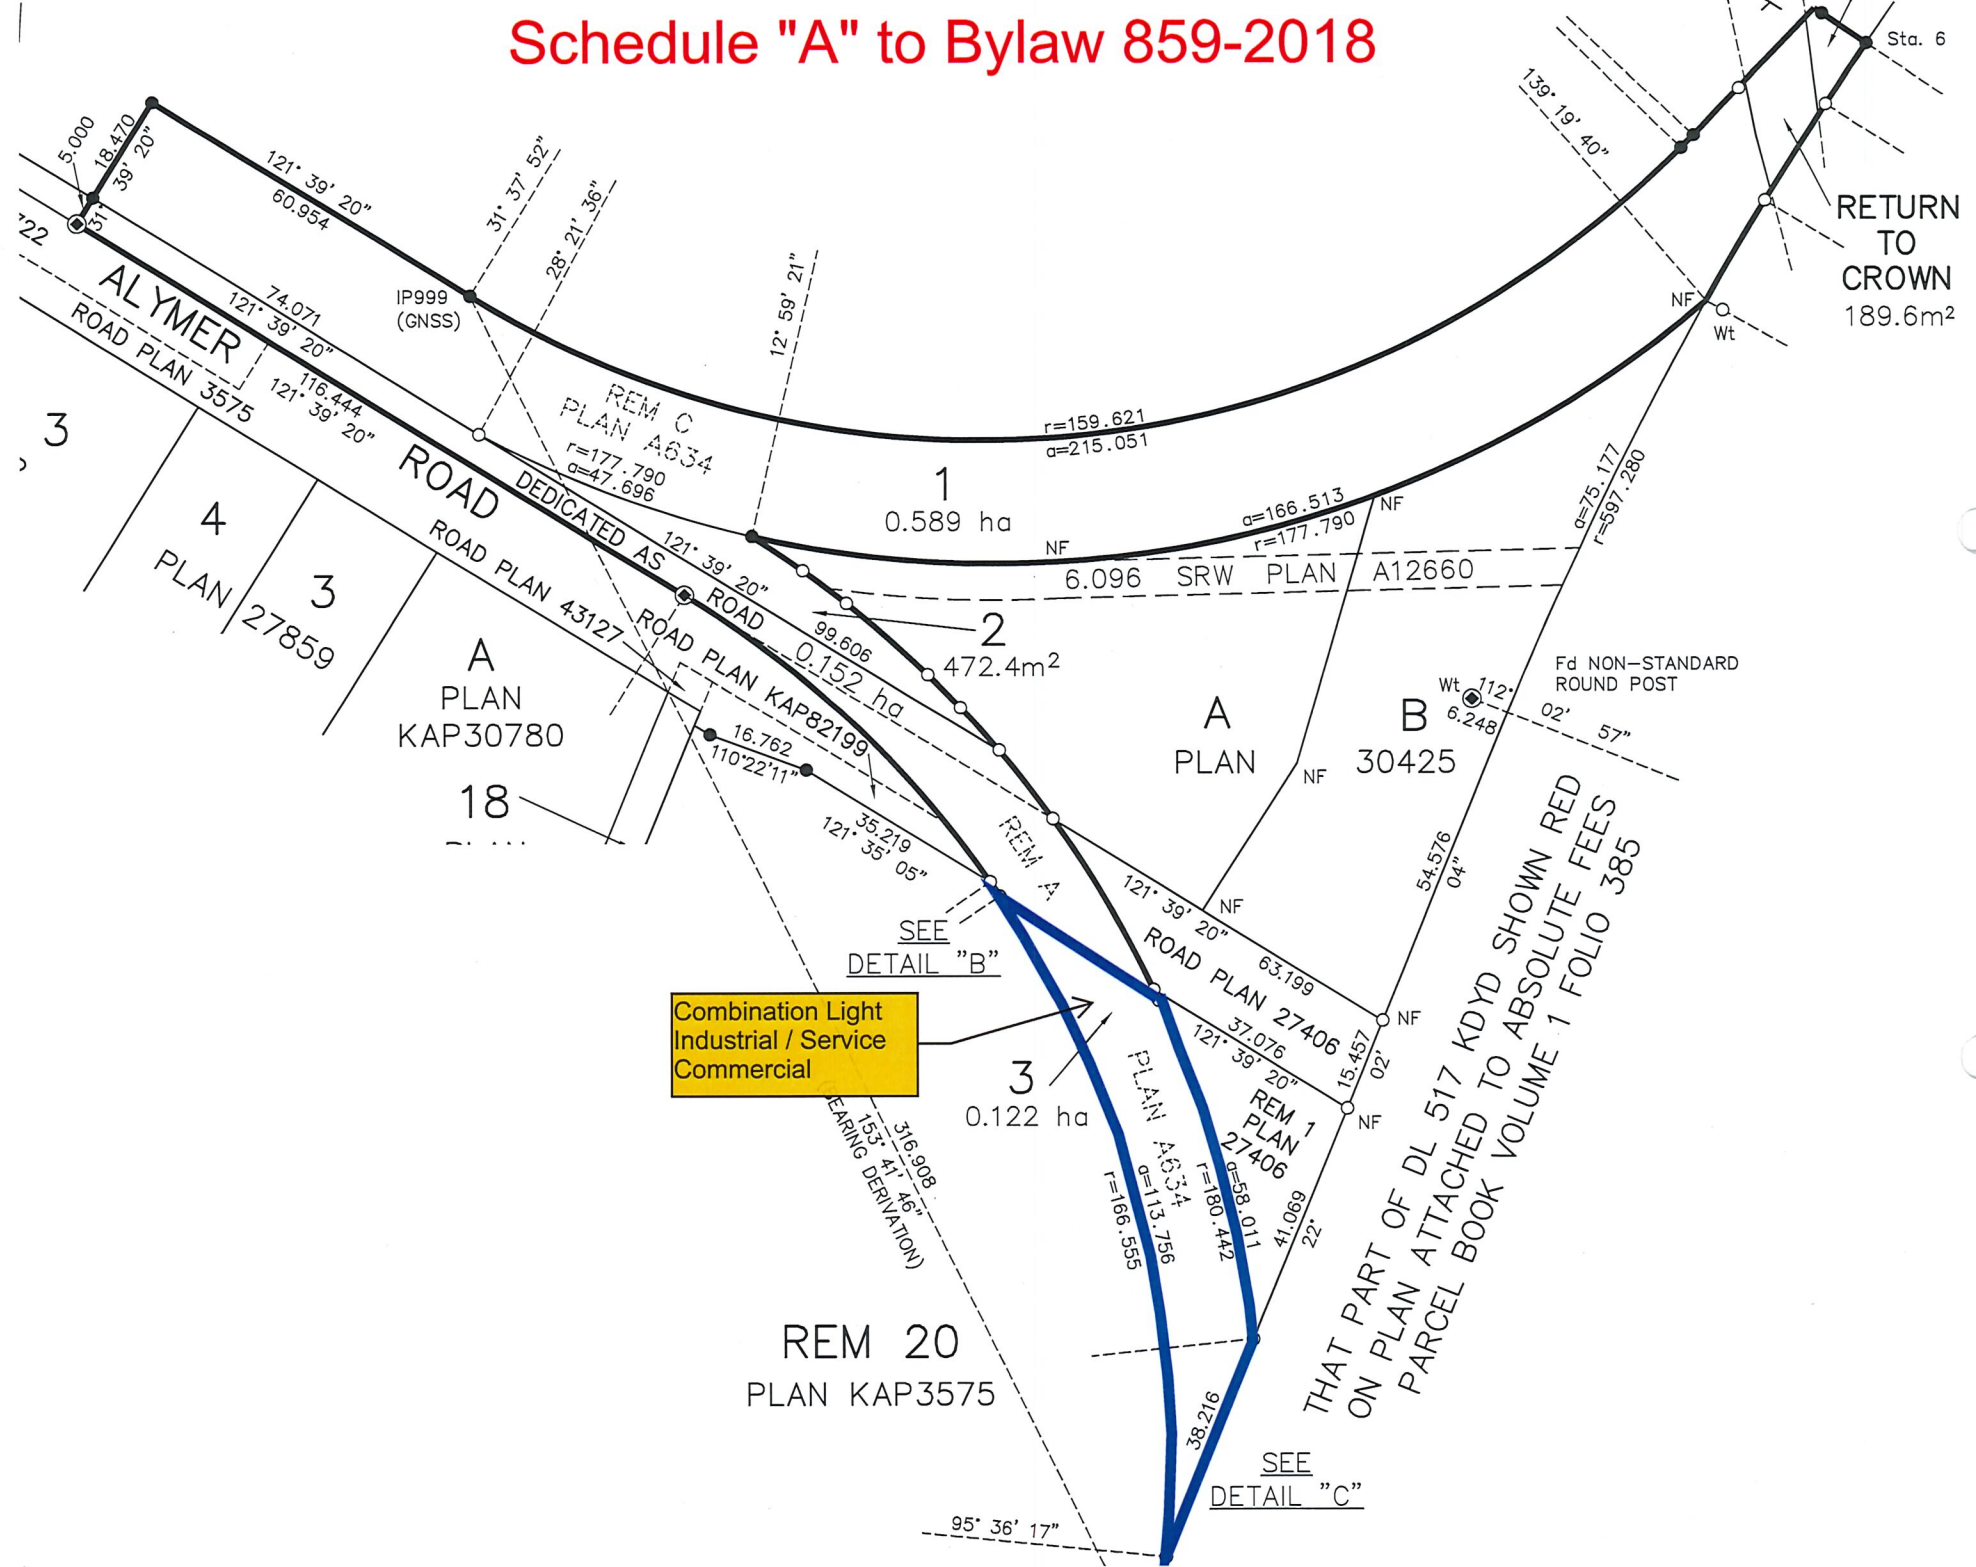 Schedule "A" to Bylaw 859-2018
Sta. 6
139° 19' 40"
5.000
18.470
39' 20"
31°
121° 39' 20"
60.954
31° 37' 52"
28° 21' 36"
12° 59' 21"
RETURN
TO
CROWN
189.6m²
NF
Wt
IP999
(GNSS)
74.071
121° 39' 20"
ALYMER
ROAD
ROAD PLAN 3575
116.444
121° 39' 20"
REM C
PLAN A634
r=177.790
a=47.696
r=159.621
a=215.051
1
0.589 ha
a=166.513
r=177.790
NF
NF
6.096 SRW PLAN A12660
a=75.177
r=597.280
3
4
PLAN
3
27859
ROAD PLAN 43127
DEDICATED AS
ROAD
121° 39' 20"
99.606
0.152 ha
ROAD PLAN KAP82199
2
472.4m²
A
PLAN
KAP30780
18
16.762
110°22'11"
35.219
121° 35' 05"
A
PLAN
B
30425
NF
Fd NON-STANDARD
ROUND POST
Wt
112°
02'
57"
6.248
REM A
SEE
DETAIL "B"
121° 39' 20"
NF
63.199
ROAD PLAN 27406
37.076
121° 39' 20"
54.576
04"
NF
15.457
02'
NF
Combination Light
Industrial / Service
Commercial
3
0.122 ha
PLAN A634
REM 1
PLAN
27406
316.908
153° 41' 46"
(BEARING DERIVATION)
r=166.555
a=113.756
r=180.442
a=58.011
41.069
22°
THAT PART OF DL 517 KDYD SHOWN RED
ON PLAN ATTACHED TO ABSOLUTE FEES
PARCEL BOOK VOLUME 1 FOLIO 385
REM 20
PLAN KAP3575
38.216
SEE
DETAIL "C"
95° 36' 17"